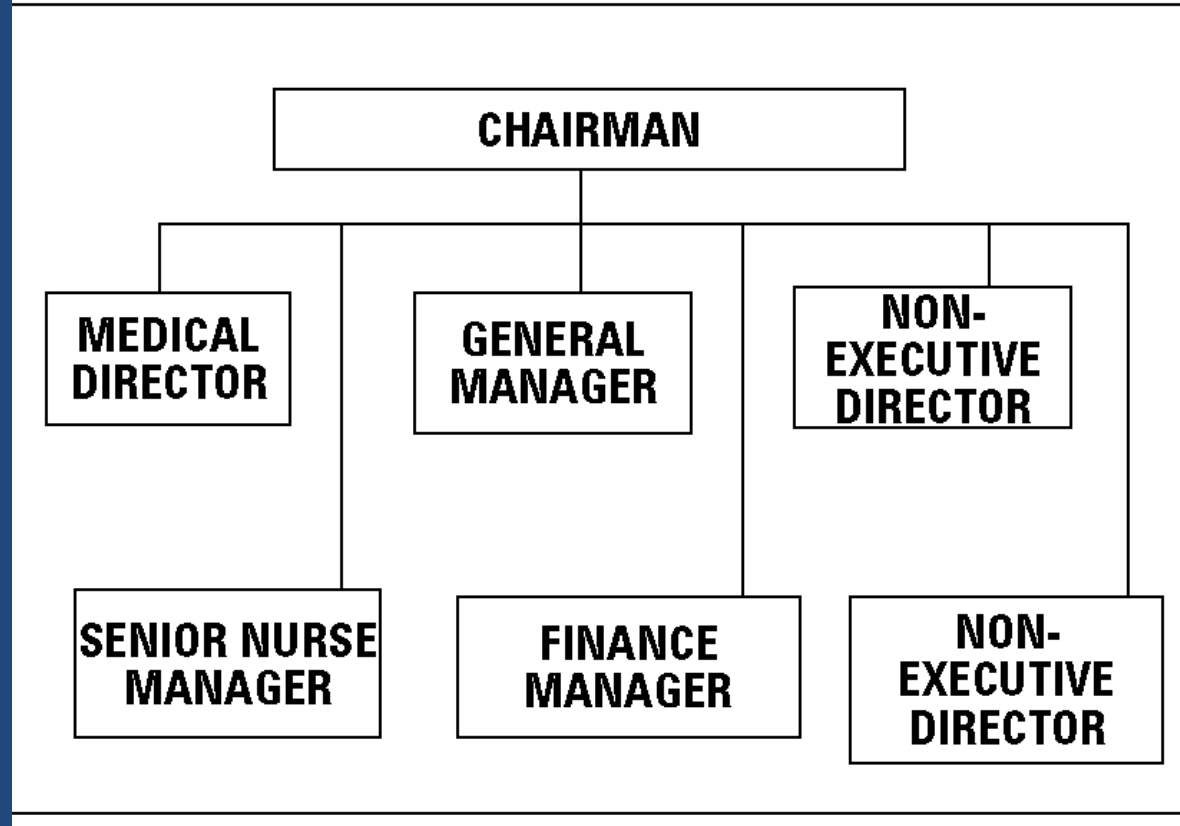 CHAIRMAN
MEDICAL
DIRECTOR
GENERAL
MANAGER
NON-
EXECUTIVE
DIRECTOR
SENIOR NURSE
MANAGER
FINANCE
MANAGER
NON-
EXECUTIVE
DIRECTOR